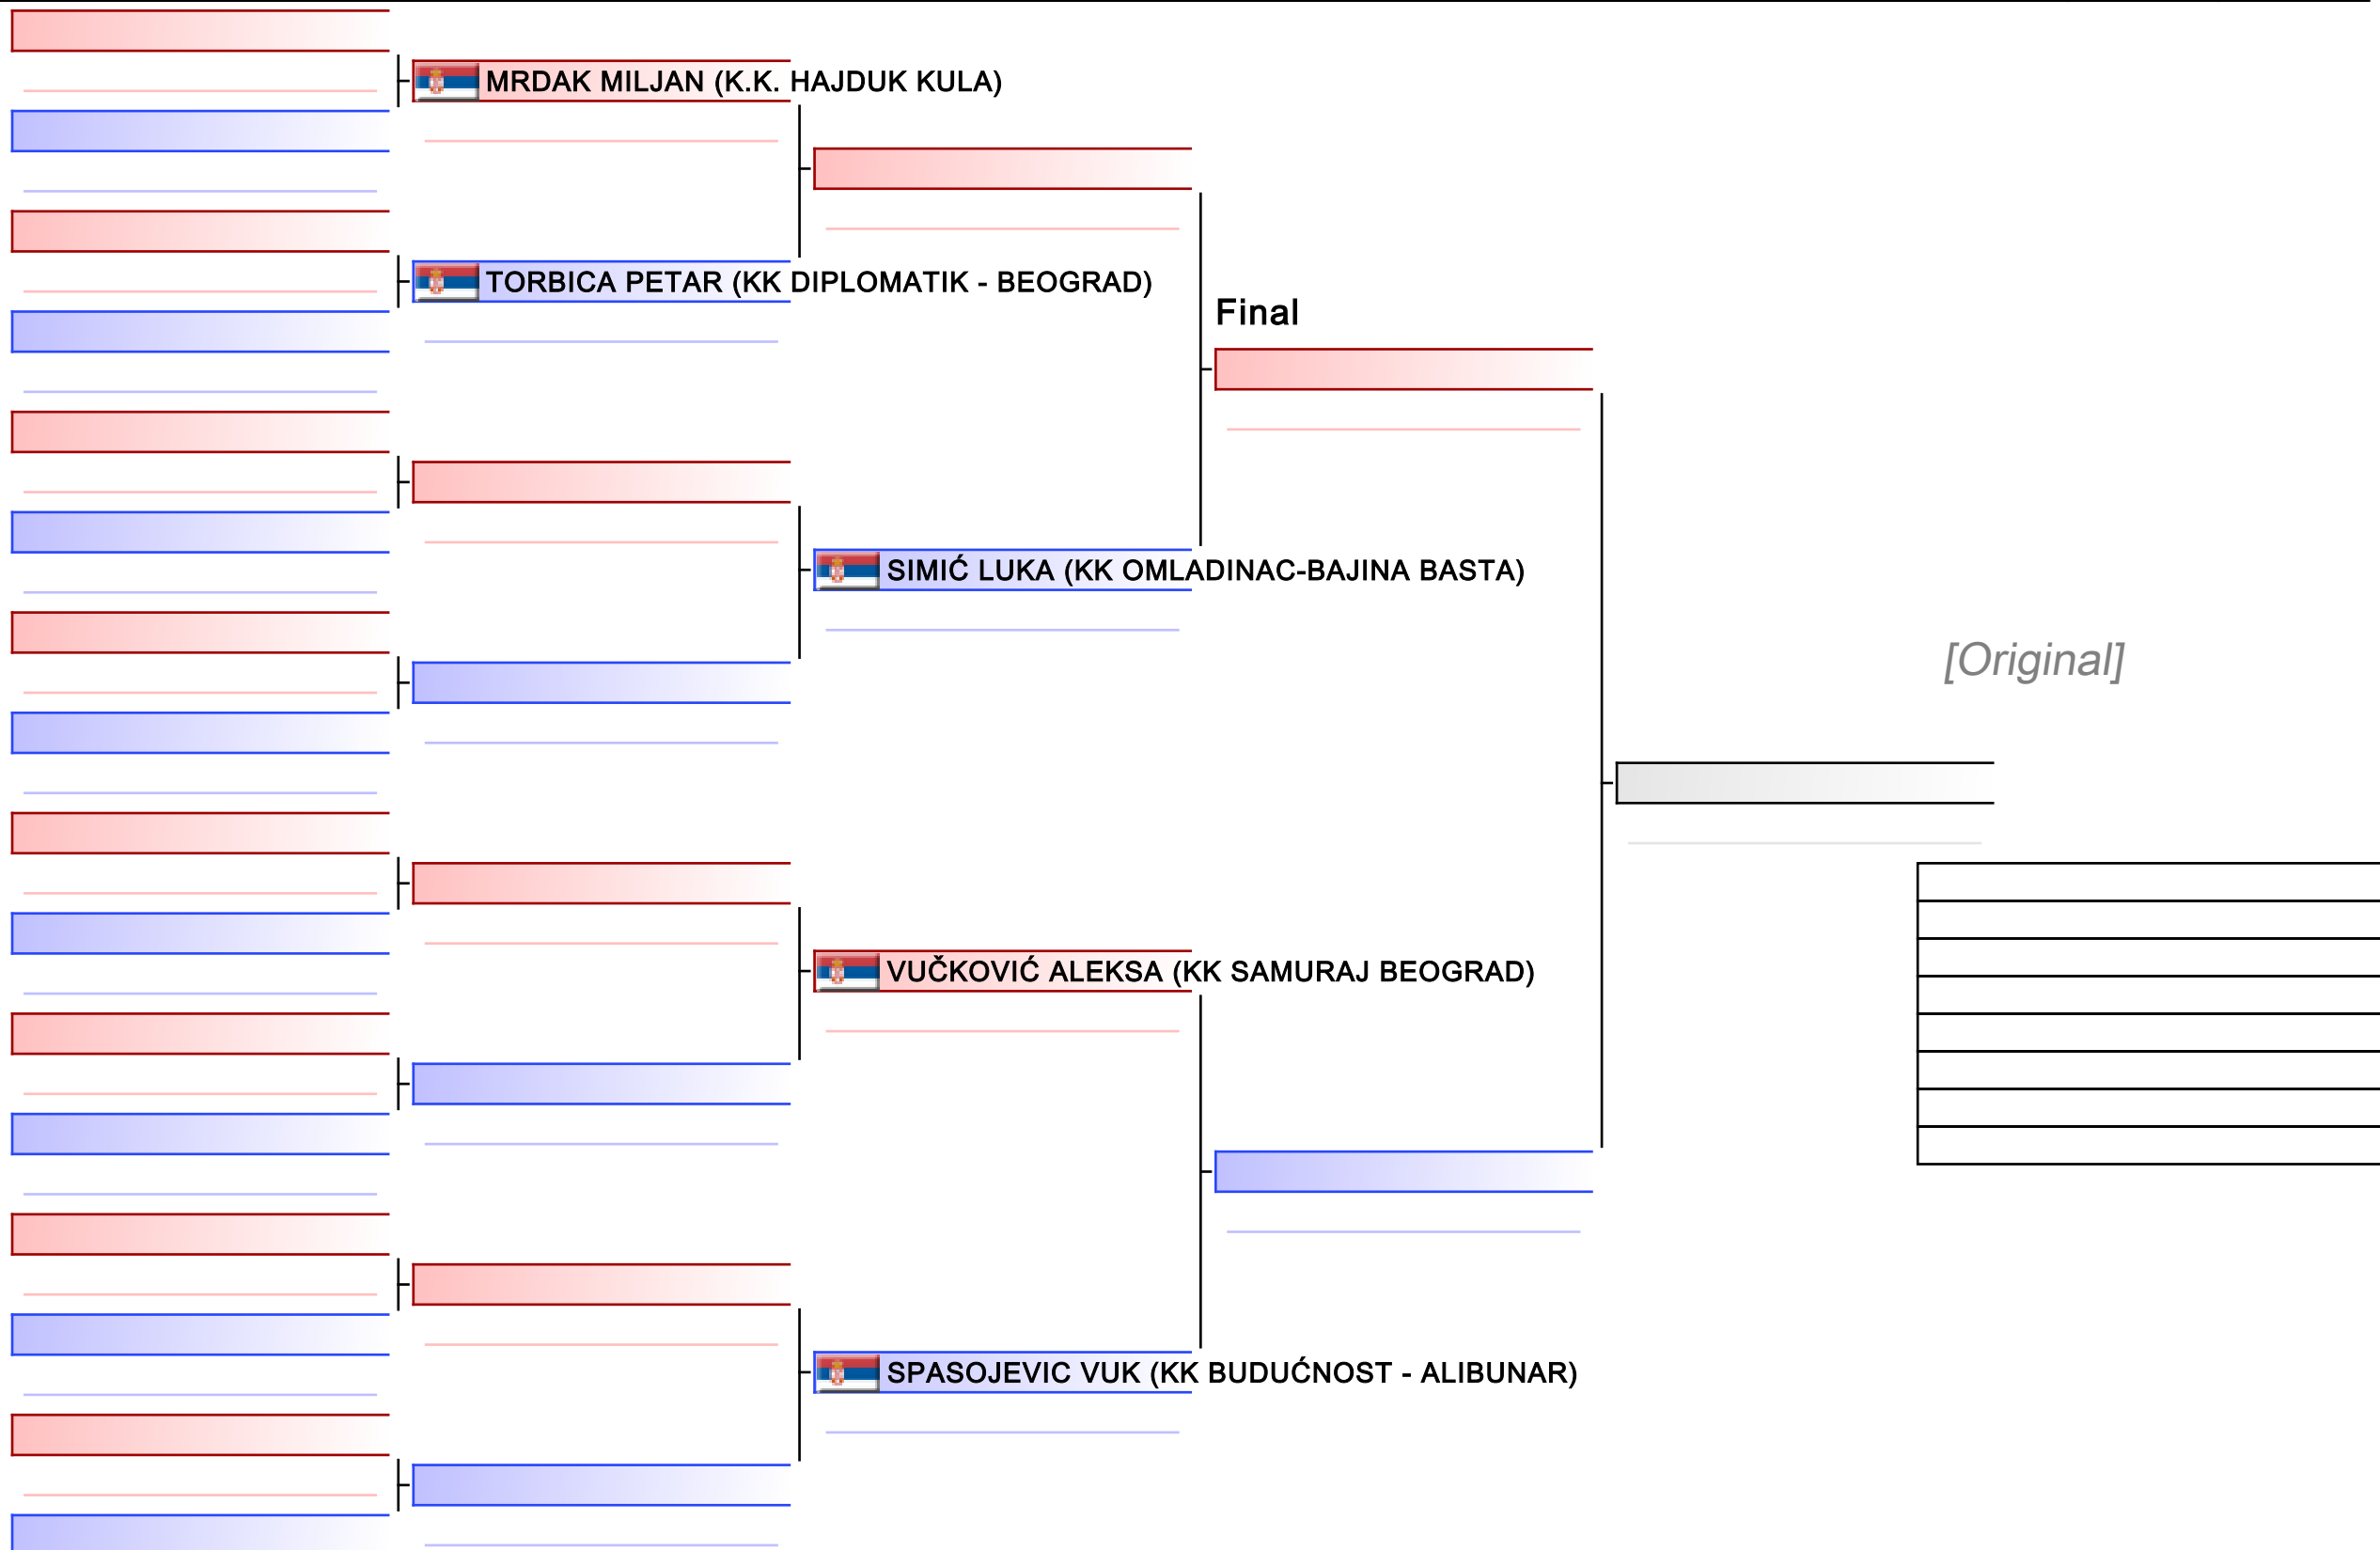 MRDAK MILJAN (K.K. HAJDUK KULA)
TORBICA PETAR (KK DIPLOMATIK - BEOGRAD)
Final
SIMIĆ LUKA (KK OMLADINAC-BAJINA BASTA)
[Original]
VUČKOVIĆ ALEKSA (KK SAMURAJ BEOGRAD)
SPASOJEVIC VUK (KK BUDUĆNOST - ALIBUNAR)